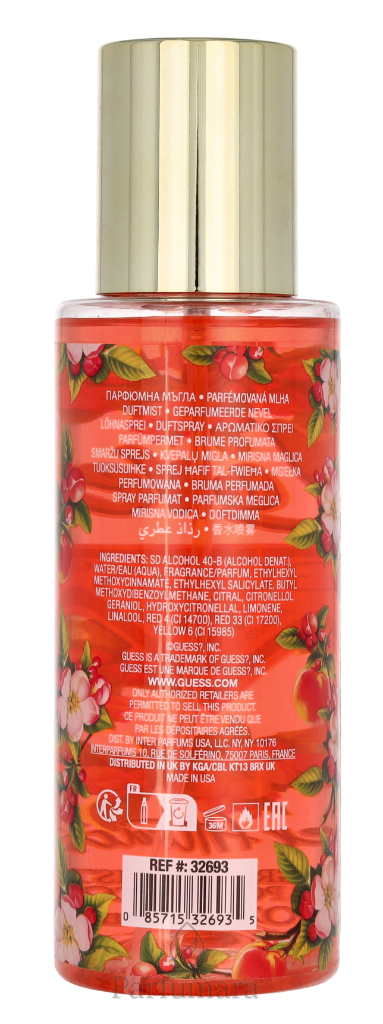 ПАРФЮМНА МЪГЛА • PARFÉMOVANÁ MLHA
DUFTMIST • GEPARFUMEERDE NEVEL
LÕHNASPREI • DUFTSPRAY • ΑΡΩΜΑΤΙΚΟ ΣΠΡΕΙ
PARFÜMPERMET • BRUME PROFUMATA
SMARŽU SPREJS • KVEPALŲ MIGLA • MIRISNA MAGLICA
TUOKSUSUIHKE • SPREJ HAFIF TAL-FWIEĦA • MGIEŁKA
PERFUMOWANA • BRUMA PERFUMADA
SPRAY PARFUMAT • PARFUMSKA MEGLICA
MIRISNA VODICA • DOFTDIMMA
رذاذ عطري • 香水喷雾
INGREDIENTS: SD ALCOHOL 40-B (ALCOHOL DENAT.),
WATER/EAU (AQUA), FRAGRANCE/PARFUM, ETHYLHEXYL
METHOXYCINNAMATE, ETHYLHEXYL SALICYLATE, BUTYL
METHOXYDIBENZOYLMETHANE, CITRAL, CITRONELLOL
GERANIOL, HYDROXYCITRONELLAL, LIMONENE,
LINALOOL, RED 4 (CI 14700), RED 33 (CI 17200),
YELLOW 6 (CI 15985)
©GUESS?, INC.
GUESS IS A TRADEMARK OF GUESS?, INC.
GUESS EST UNE MARQUE DE GUESS?, INC.
WWW.GUESS.COM
ONLY AUTHORIZED RETAILERS ARE
PERMITTED TO SELL THIS PRODUCT.
CE PRODUIT NE PEUT ÊTRE VENDU QUE
PAR LES DÉPOSITAIRES AGRÉÉS.
DIST. BY INTER PARFUMS USA, LLC. NY, NY 10176
INTERPARFUMS 10, RUE DE SOLFÉRINO, 75007 PARIS, FRANCE
DISTRIBUTED IN UK BY KGA/CBL KT13 8RX UK
MADE IN USA
FR
36M
EAC
REF #: 32693
0 85715 32693 5
Parfumara